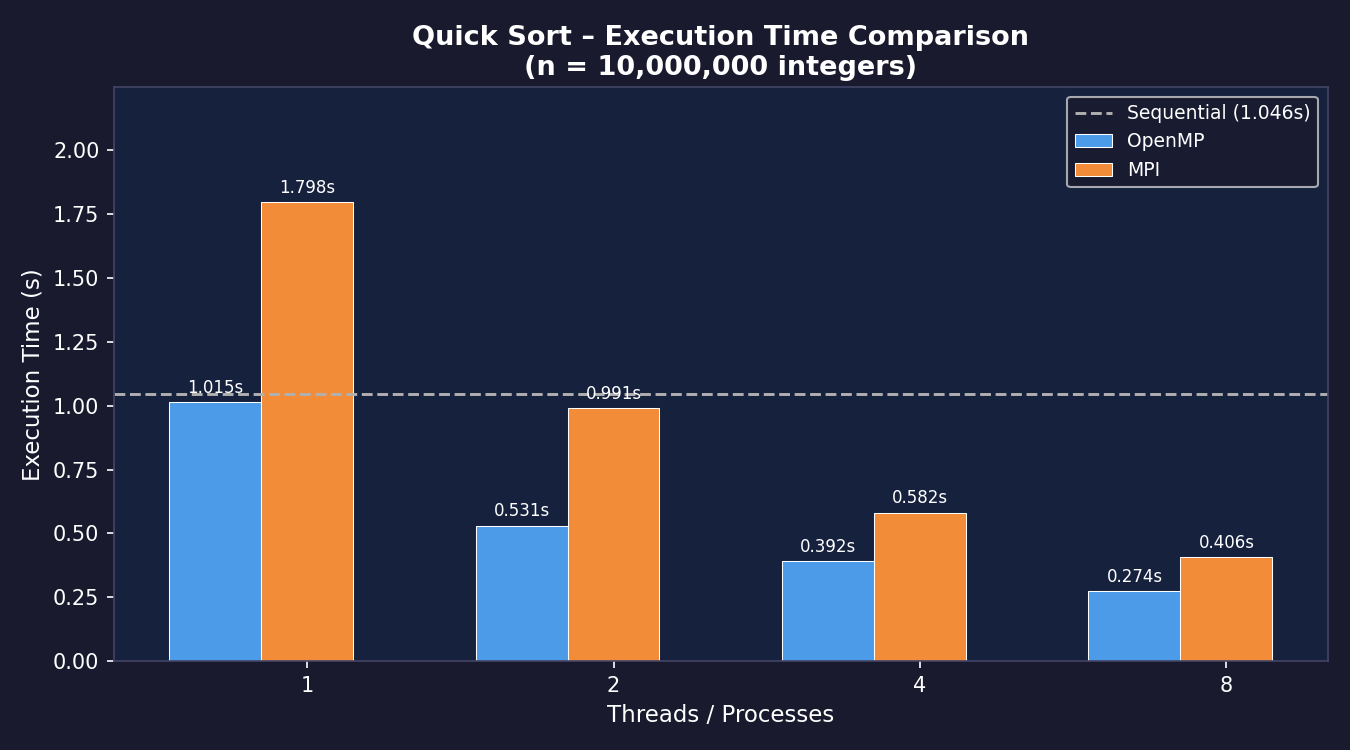 Quick Sort – Execution Time Comparison
(n = 10,000,000 integers)
Sequential (1.046s)
OpenMP
MPI
Execution Time (s)
2.00
1.75
1.50
1.25
1.00
0.75
0.50
0.25
0.00
1.015s
1.798s
0.531s
0.991s
0.392s
0.582s
0.274s
0.406s
1
2
4
8
Threads / Processes